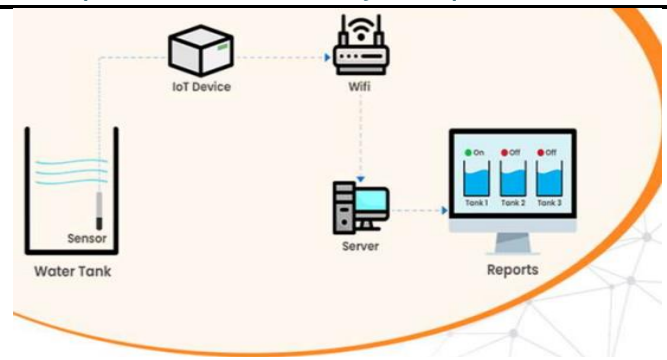 IoT Device
Wifi
Sensor
Water Tank
Server
On
Off
Off
Tank 1
Tank 2
Tank 3
Reports